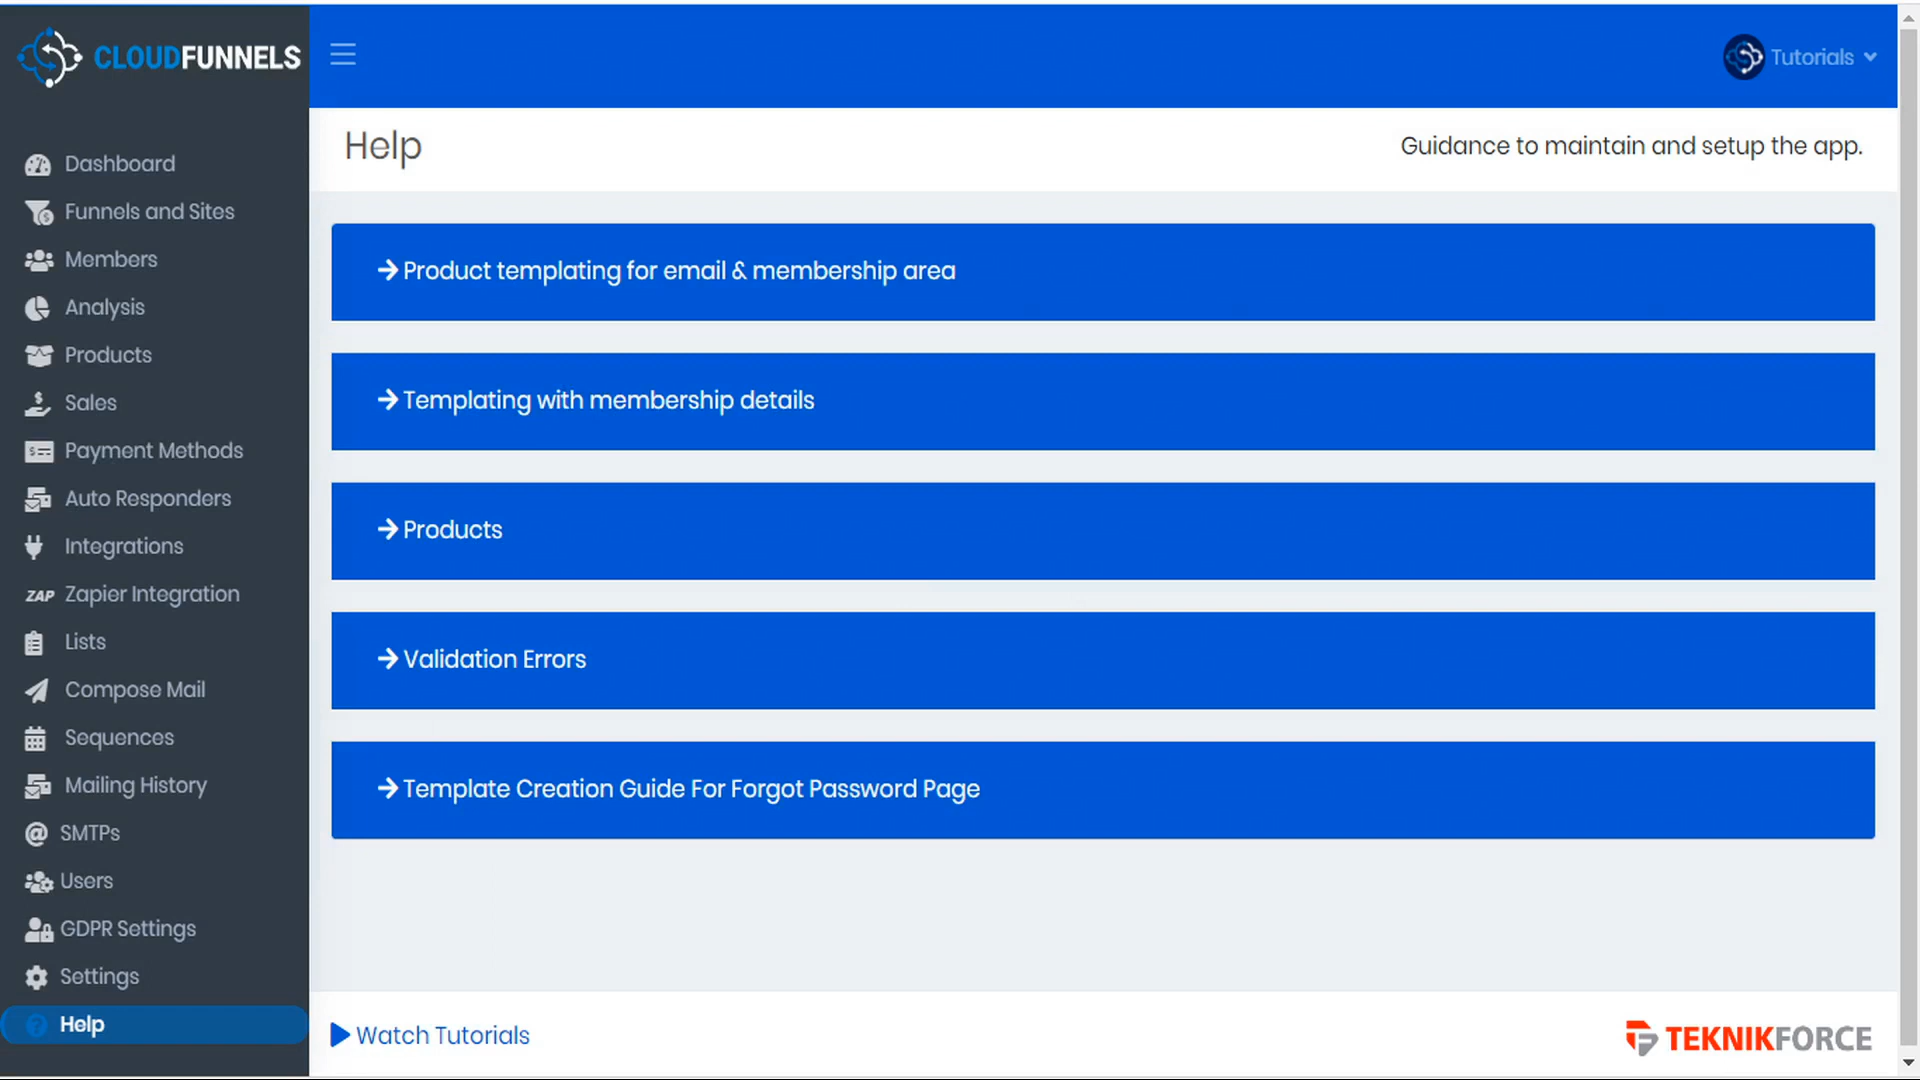 CLOUDFUNNELS
Tutorials
Help
Guidance to maintain and setup the app.
Dashboard
Funnels and Sites
Members
Analysis
Products
Sales
Payment Methods
Auto Responders
Integrations
ZAP Zapier Integration
Lists
Compose Mail
Sequences
Mailing History
SMTPs
Users
GDPR Settings
Settings
Help
Product templating for email & membership area
Templating with membership details
Products
Validation Errors
Template Creation Guide For Forgot Password Page
Watch Tutorials
TEKNIKFORCE